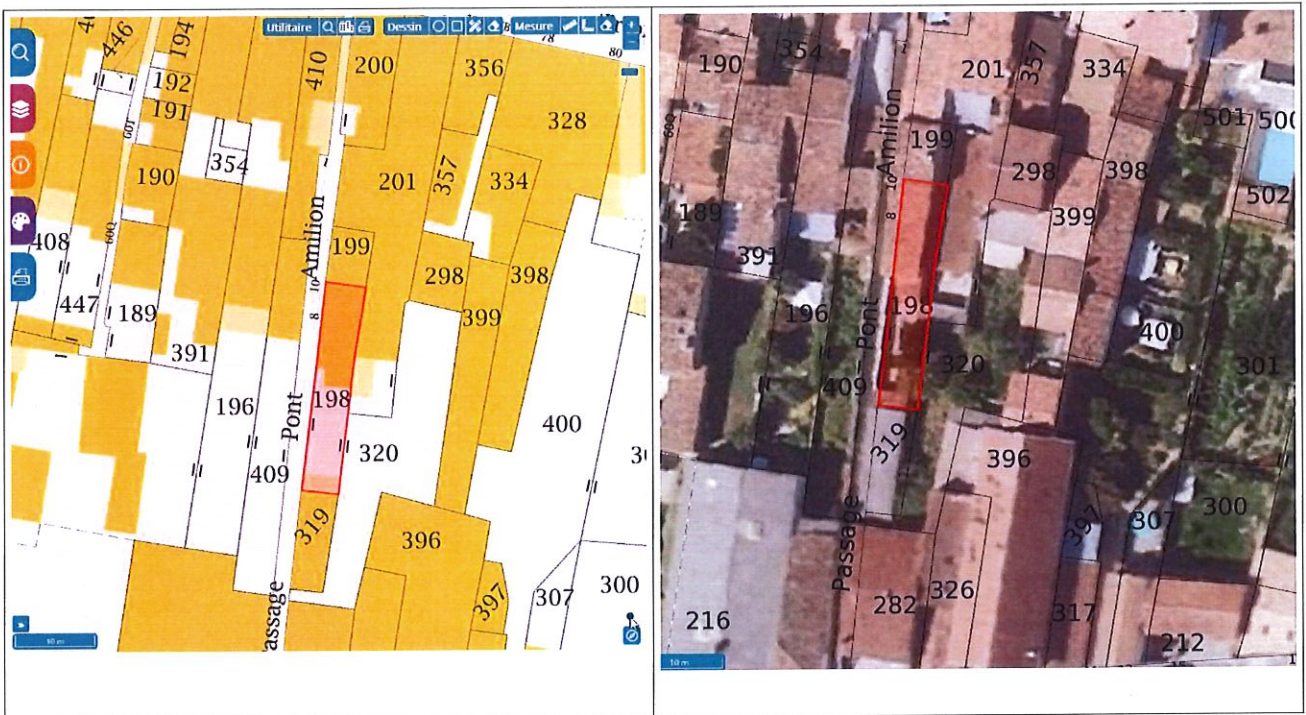 Utilitaire Dessin Mesure
446 194 410 200 356 78 80
192 328
191
601
354 357 334
190 201
600 Amilion
408 199 298 398
447 189 10 399
8
391
196 198 400
Pont
409 320
319 396
397 307 300
assage
10 m
190 354 201 357 334
600 Amilion 199 501 500
10 298 398 502
189 8 399
391
196 198 400
Pont 320 301
409
319 396
Passage 397 307 300
326
216 282 317 212
10 m